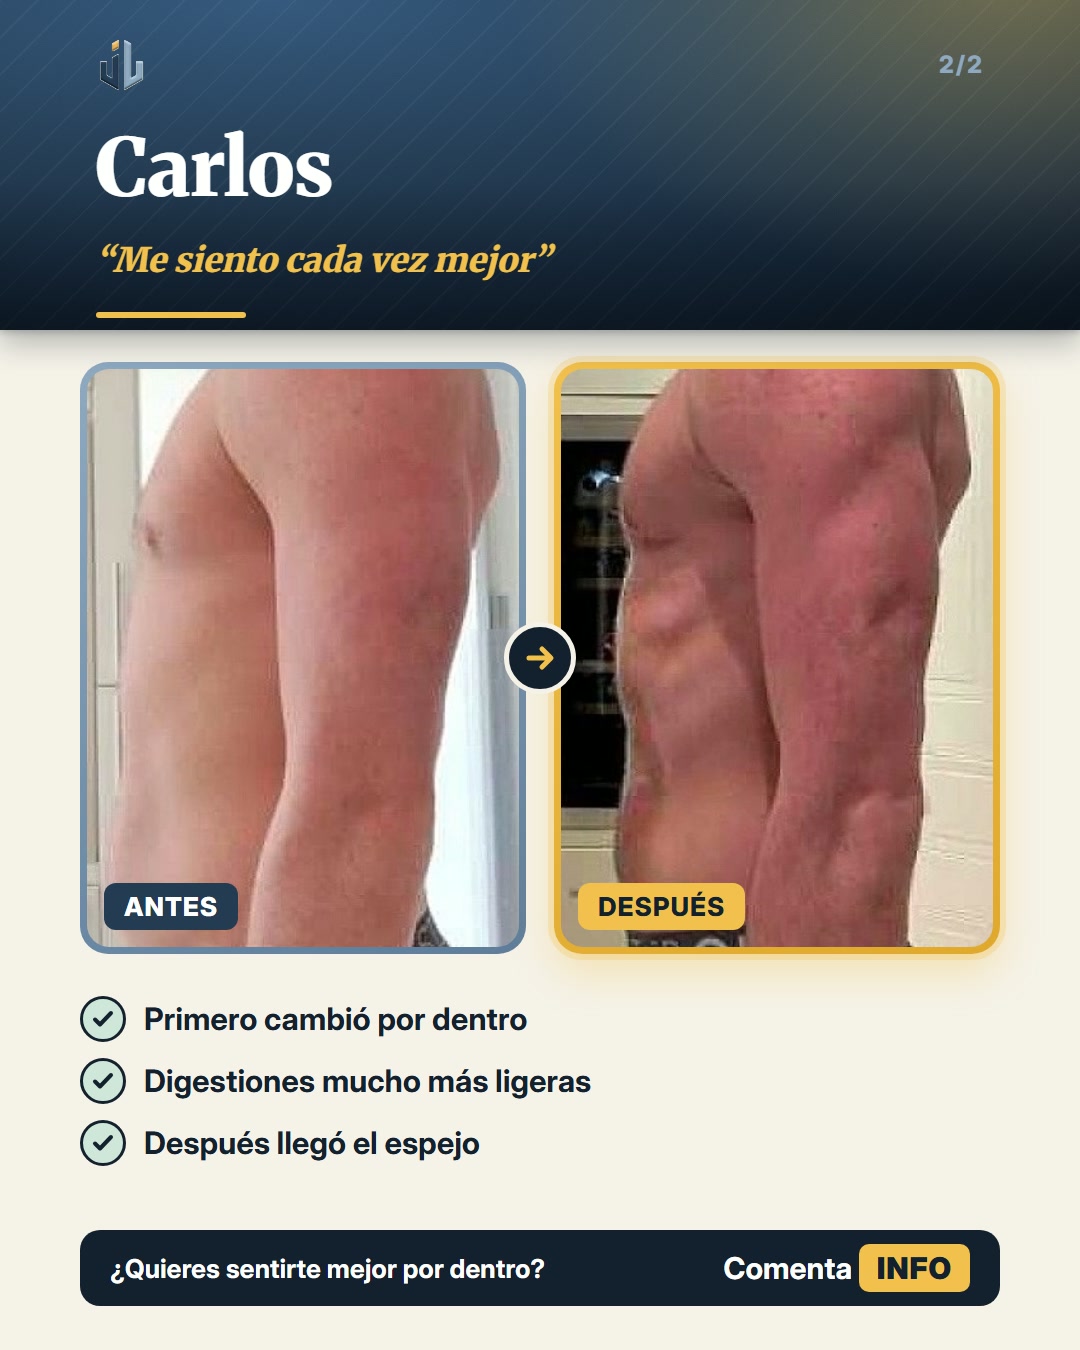 2/2
Carlos
“Me siento cada vez mejor”
ANTES
DESPUÉS
Primero cambió por dentro
Digestiones mucho más ligeras
Después llegó el espejo
¿Quieres sentirte mejor por dentro?
Comenta INFO